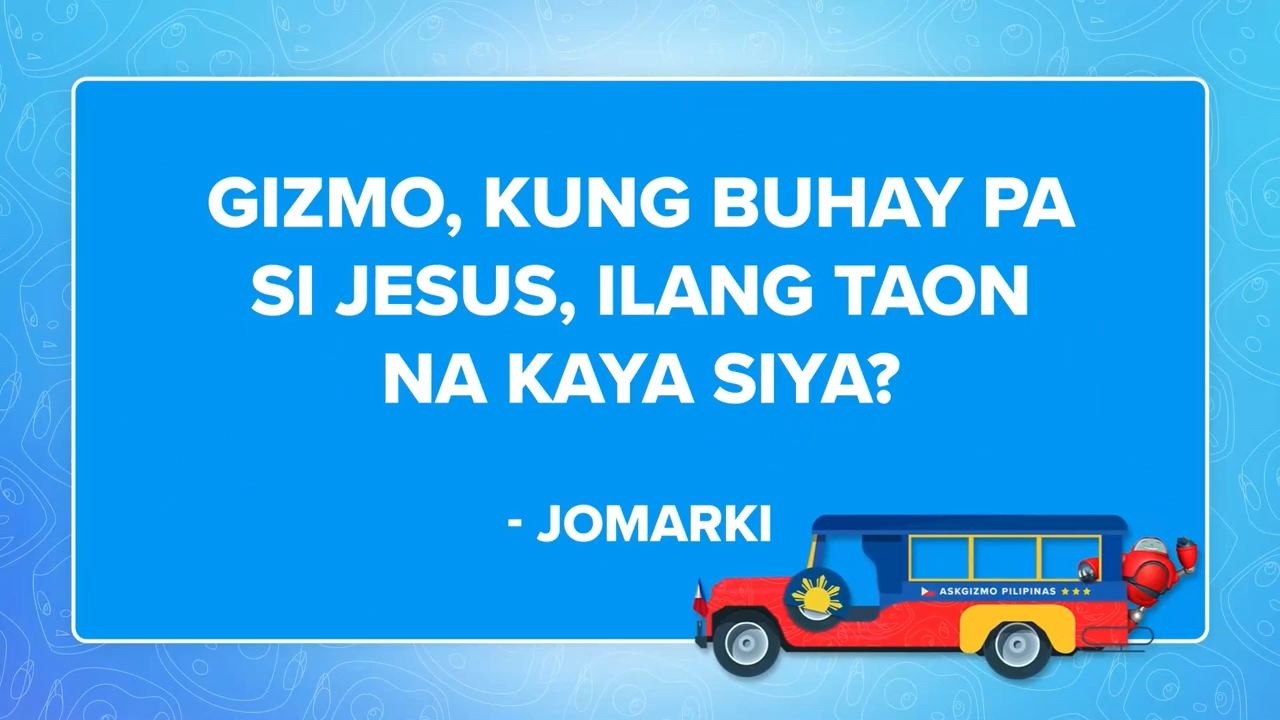 GIZMO, KUNG BUHAY PA
SI JESUS, ILANG TAON
NA KAYA SIYA?
- JOMARKI
ASKGIZMO PILIPINAS